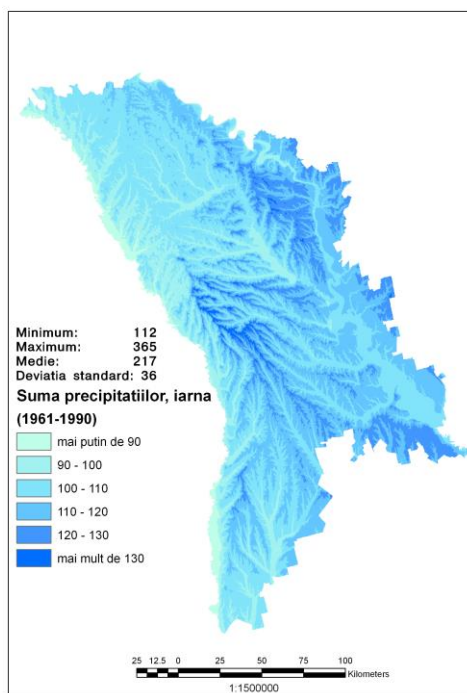 Minimum: 112
Maximum: 365
Medie: 217
Deviatia standard: 36
Suma precipitatiilor, iarna
(1961-1990)
mai putin de 90
90 - 100
100 - 110
110 - 120
120 - 130
mai mult de 130
25 12.5 0 25 50 75 100
Kilometers
1:1500000